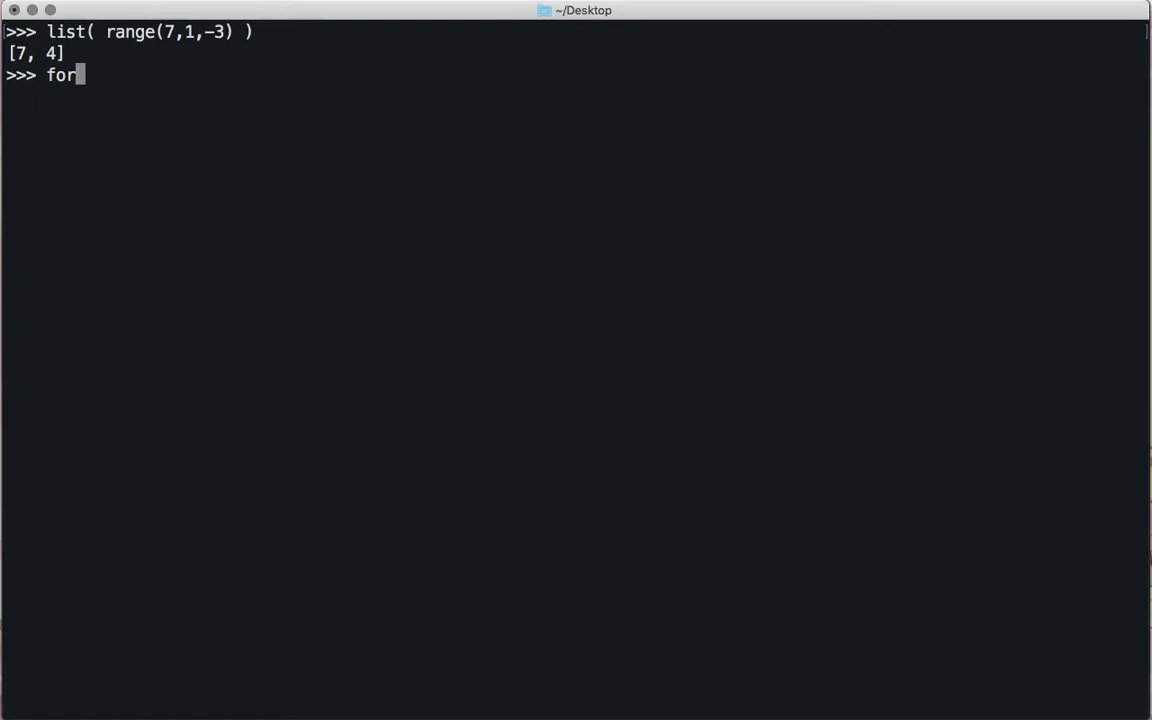 ~/Desktop
>>> list( range(7,1,-3) )
[7, 4]
>>> for